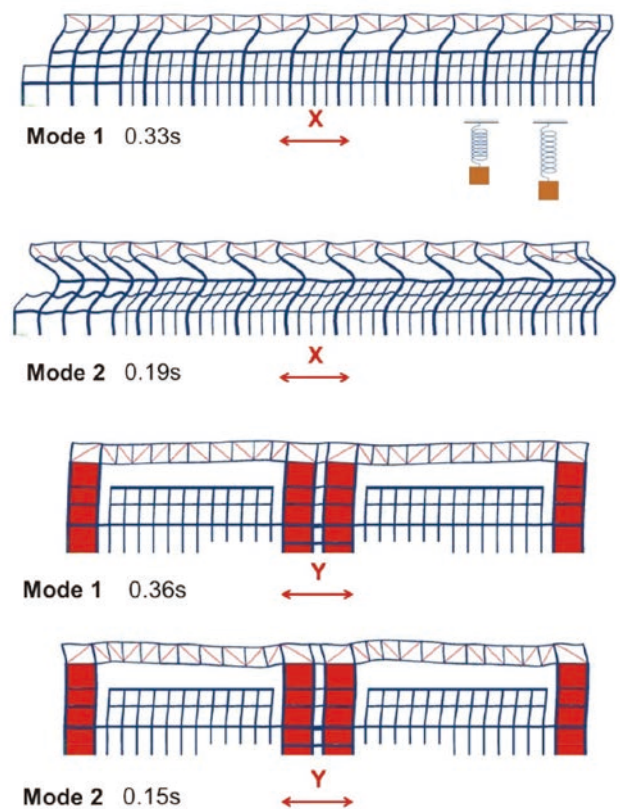 Mode 1 0.33s
X
Mode 2 0.19s
X
Mode 1 0.36s
Y
Mode 2 0.15s
Y